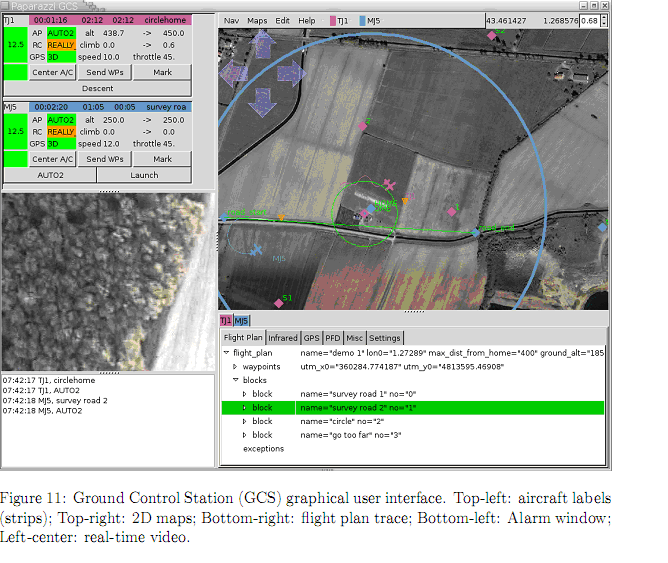 Paparazzi GCS
TJ1 00:01:16 02:12 02:12 circlehome
12.5 AP AUTO2 alt 438.7 -> 450.0
RC REALLY climb 0.0 -> 0.6
GPS 3D speed 10.0 throttle 45.
Center A/C Send WPs Mark
Descent
MJ5 00:02:20 01:05 00:05 survey roa
12.5 AP AUTO2 alt 250.0 -> 250.0
RC REALLY climb 0.0 -> 0.0
GPS 3D speed 12.0 throttle 45.
Center A/C Send WPs Mark
AUTO2 Launch
Nav Maps Edit Help TJ1 MJ5 43.461427 1.268576 0.68
S2
MJ5
S1
07:42:17 TJ1, circlehome
07:42:17 TJ1, AUTO2
07:42:18 MJ5, survey road 2
07:42:18 MJ5, AUTO2
TJ1 MJ5
Flight Plan Infrared GPS PFD Misc Settings
flight_plan name="demo 1" lon0="1.27289" max_dist_from_home="400" ground_alt="185
waypoints utm_x0="360284.774187" utm_y0="4813595.46908"
blocks
block name="survey road 1" no="0"
block name="survey road 2" no="1"
block name="circle" no="2"
block name="go too far" no="3"
exceptions
Figure 11: Ground Control Station (GCS) graphical user interface. Top-left: aircraft labels
(strips); Top-right: 2D maps; Bottom-right: flight plan trace; Bottom-left: Alarm window;
Left-center: real-time video.